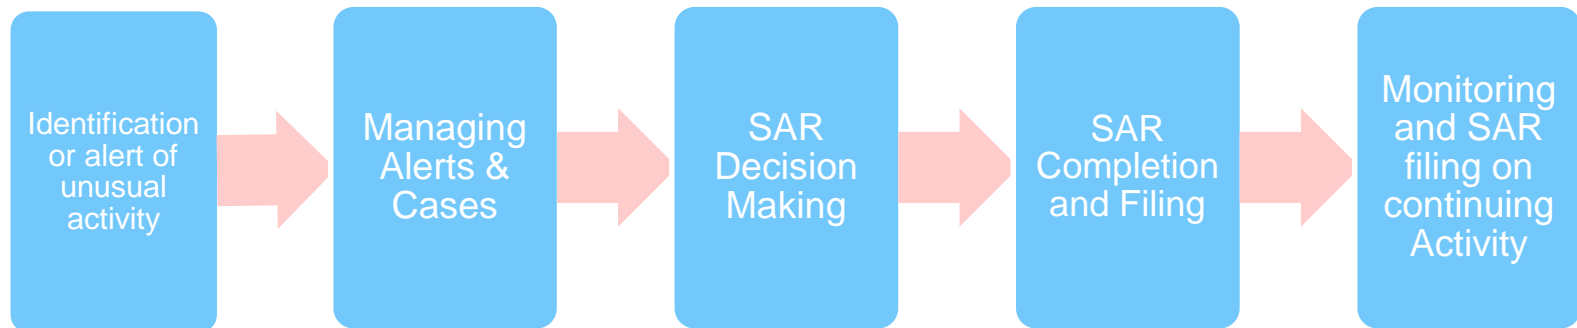 Identification
or alert of
unusual
activity
Managing
Alerts &
Cases
SAR
Decision
Making
SAR
Completion
and Filing
Monitoring
and SAR
filing on
continuing
Activity